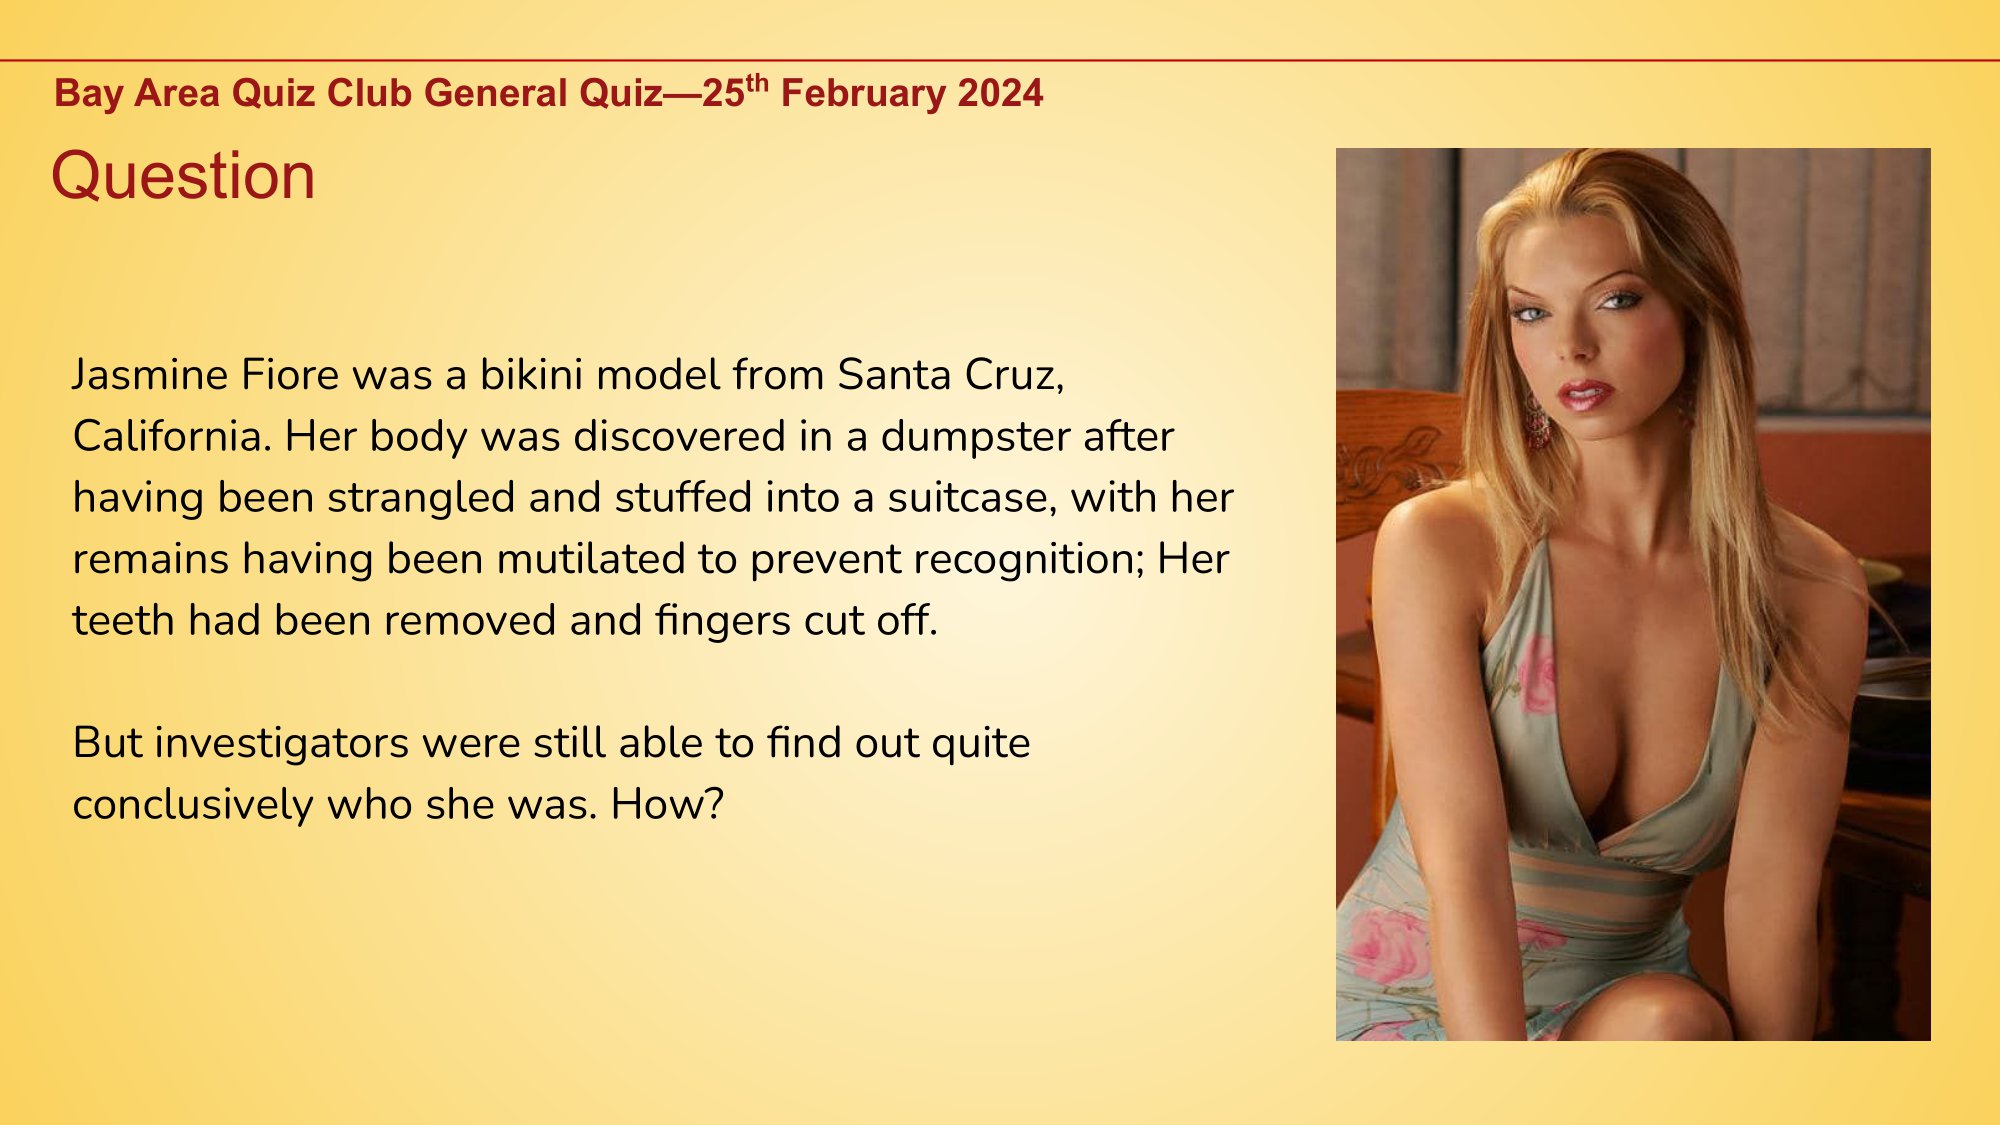 Bay Area Quiz Club General Quiz—25th February 2024
Question
Jasmine Fiore was a bikini model from Santa Cruz,
California. Her body was discovered in a dumpster after
having been strangled and stuffed into a suitcase, with her
remains having been mutilated to prevent recognition; Her
teeth had been removed and fingers cut off.
But investigators were still able to find out quite
conclusively who she was. How?